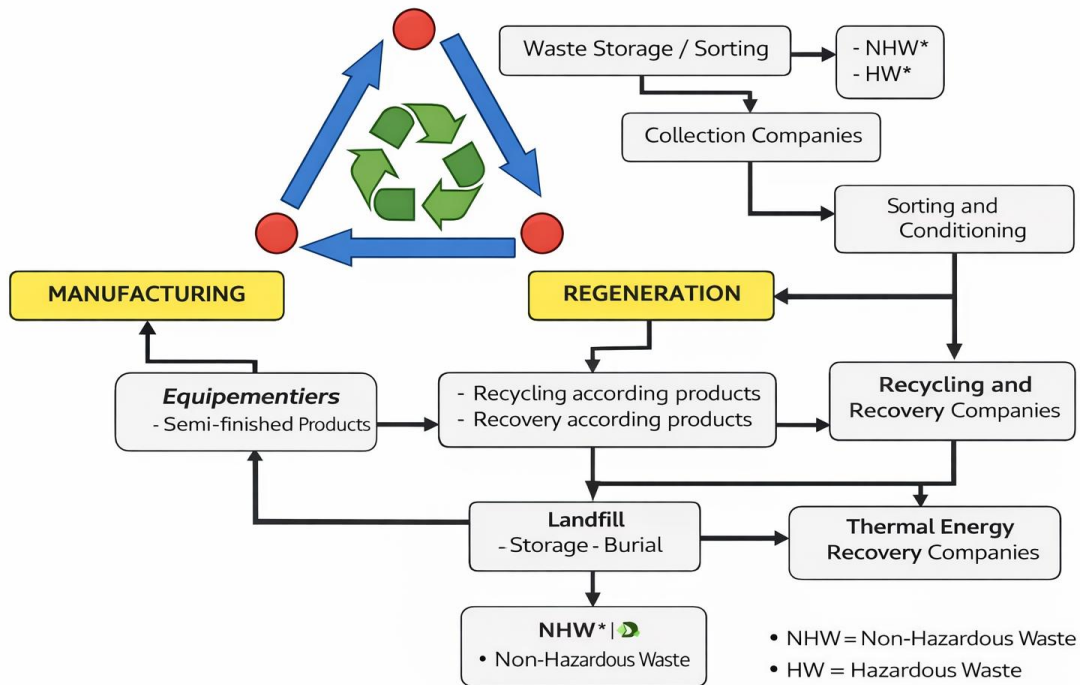 Waste Storage / Sorting
- NHW*
- HW*
Collection Companies
Sorting and
Conditioning
MANUFACTURING
REGENERATION
Equipementiers
- Semi-finished Products
- Recycling according products
- Recovery according products
Recycling and
Recovery Companies
Landfill
- Storage - Burial
Thermal Energy
Recovery Companies
NHW* |
• Non-Hazardous Waste
• NHW = Non-Hazardous Waste
• HW = Hazardous Waste